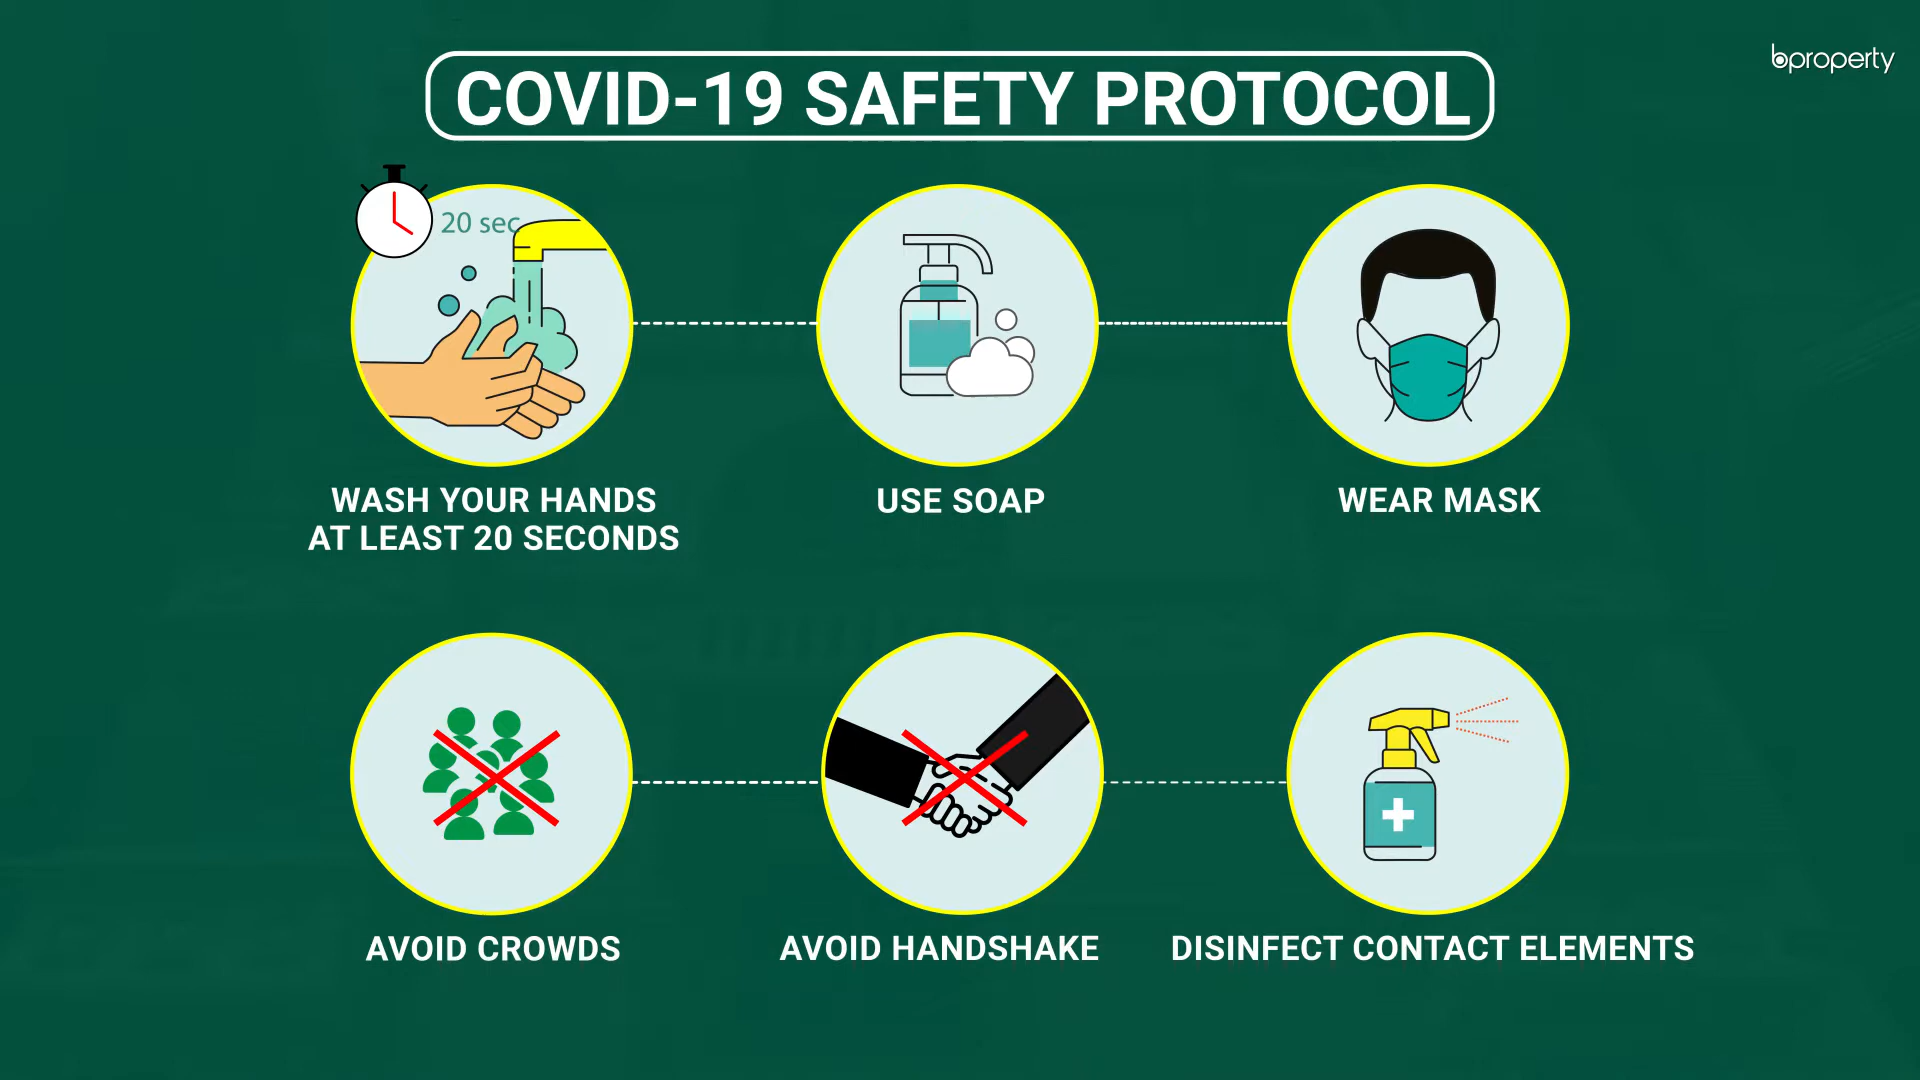 COVID-19 SAFETY PROTOCOL
bproperty
20 sec
WASH YOUR HANDS
AT LEAST 20 SECONDS
USE SOAP
WEAR MASK
AVOID CROWDS
AVOID HANDSHAKE
DISINFECT CONTACT ELEMENTS